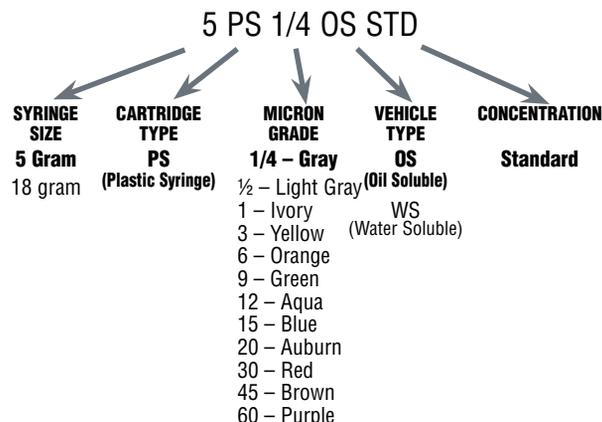 5 PS 1/4 OS STD
SYRINGE SIZE
5 Gram
18 gram
CARTRIDGE TYPE
PS
(Plastic Syringe)
MICRON GRADE
1/4 – Gray
½ – Light Gray
1 – Ivory
3 – Yellow
6 – Orange
9 – Green
12 – Aqua
15 – Blue
20 – Auburn
30 – Red
45 – Brown
60 – Purple
VEHICLE TYPE
OS
(Oil Soluble)
WS
(Water Soluble)
CONCENTRATION
Standard